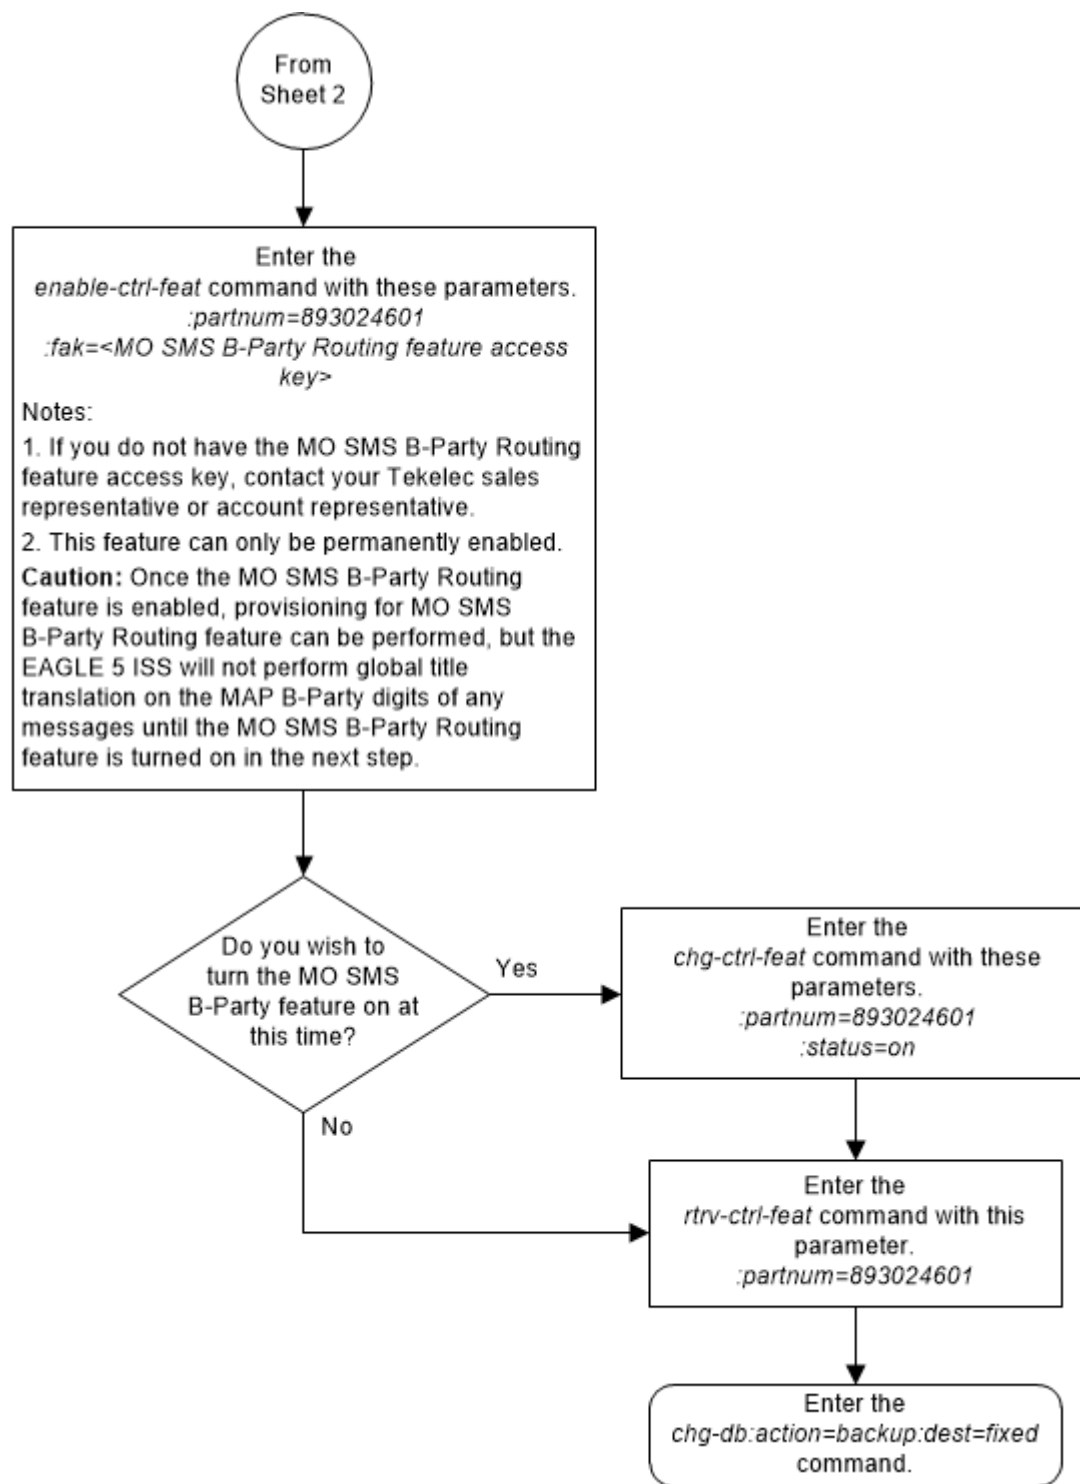 From
Sheet 2
Enter the
enable-ctrl-feat command with these parameters.
:partnum=893024601
:fak=<MO SMS B-Party Routing feature access
key>
Notes:
1. If you do not have the MO SMS B-Party Routing
feature access key, contact your Tekelec sales
representative or account representative.
2. This feature can only be permanently enabled.
Caution: Once the MO SMS B-Party Routing
feature is enabled, provisioning for MO SMS
B-Party Routing feature can be performed, but the
EAGLE 5 ISS will not perform global title
translation on the MAP B-Party digits of any
messages until the MO SMS B-Party Routing
feature is turned on in the next step.
Do you wish to
turn the MO SMS
B-Party feature on at
this time?
Yes
Enter the
chg-ctrl-feat command with these
parameters.
:partnum=893024601
:status=on
No
Enter the
rtrv-ctrl-feat command with this
parameter.
:partnum=893024601
Enter the
chg-db:action=backup:dest=fixed
command.